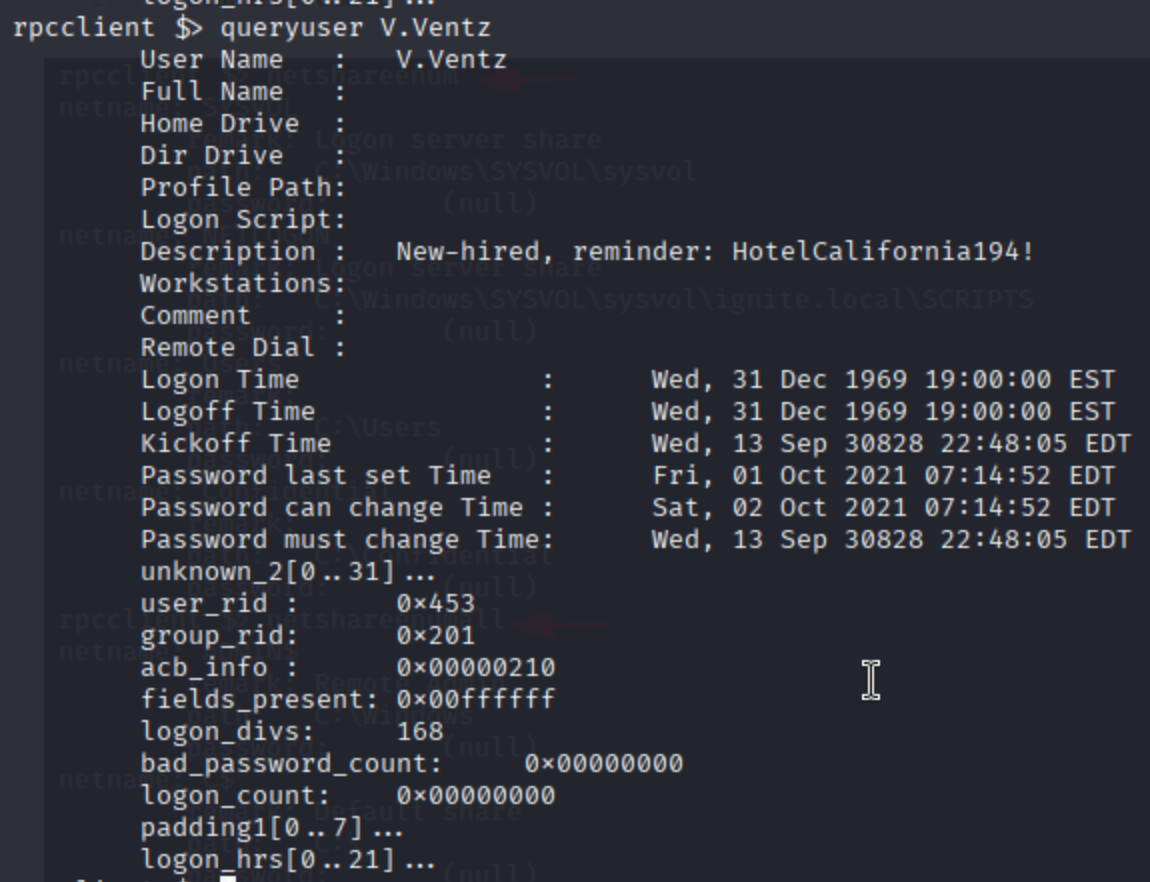 logon_hrs[0..21]...
rpcclient $> queryuser V.Ventz
User Name   :   V.Ventz
Full Name   :
Home Drive  :
Dir Drive   :
Profile Path:
Logon Script:
Description :   New-hired, reminder: HotelCalifornia194!
Workstations:
Comment     :
Remote Dial :
Logon Time               :      Wed, 31 Dec 1969 19:00:00 EST
Logoff Time              :      Wed, 31 Dec 1969 19:00:00 EST
Kickoff Time             :      Wed, 13 Sep 30828 22:48:05 EDT
Password last set Time   :      Fri, 01 Oct 2021 07:14:52 EDT
Password can change Time :      Sat, 02 Oct 2021 07:14:52 EDT
Password must change Time:      Wed, 13 Sep 30828 22:48:05 EDT
unknown_2[0..31]...
user_rid :      0×453
group_rid:      0×201
acb_info :      0×00000210
fields_present: 0×00ffffff
logon_divs:     168
bad_password_count:     0×00000000
logon_count:    0×00000000
padding1[0..7]...
logon_hrs[0..21]...